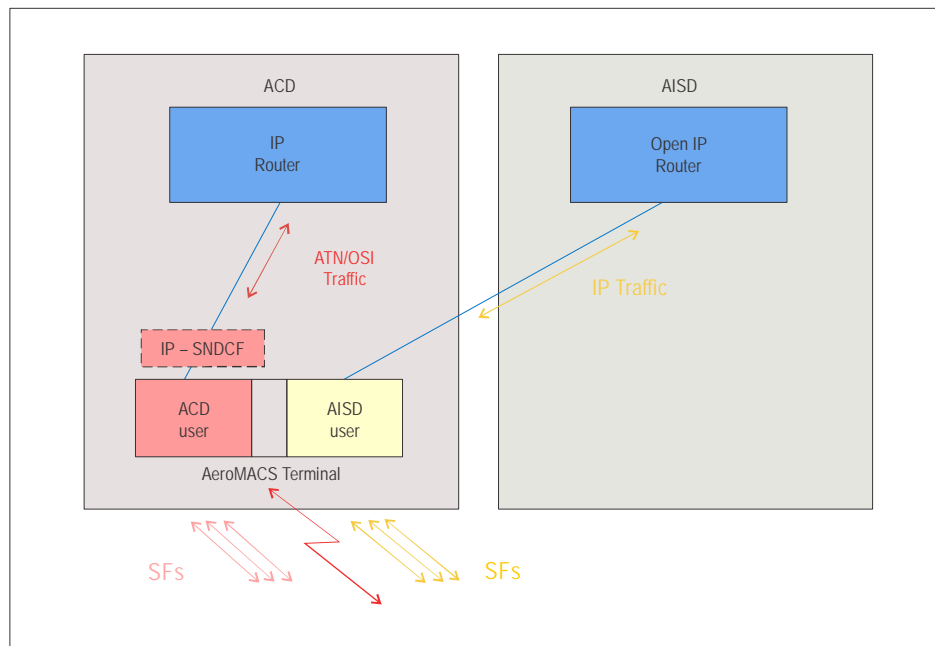 ACD
AISD
IP
Router
Open IP
Router
ATN/OSI
Traffic
IP Traffic
IP – SNDCF
ACD
user
AISD
user
AeroMACS Terminal
SFs
SFs